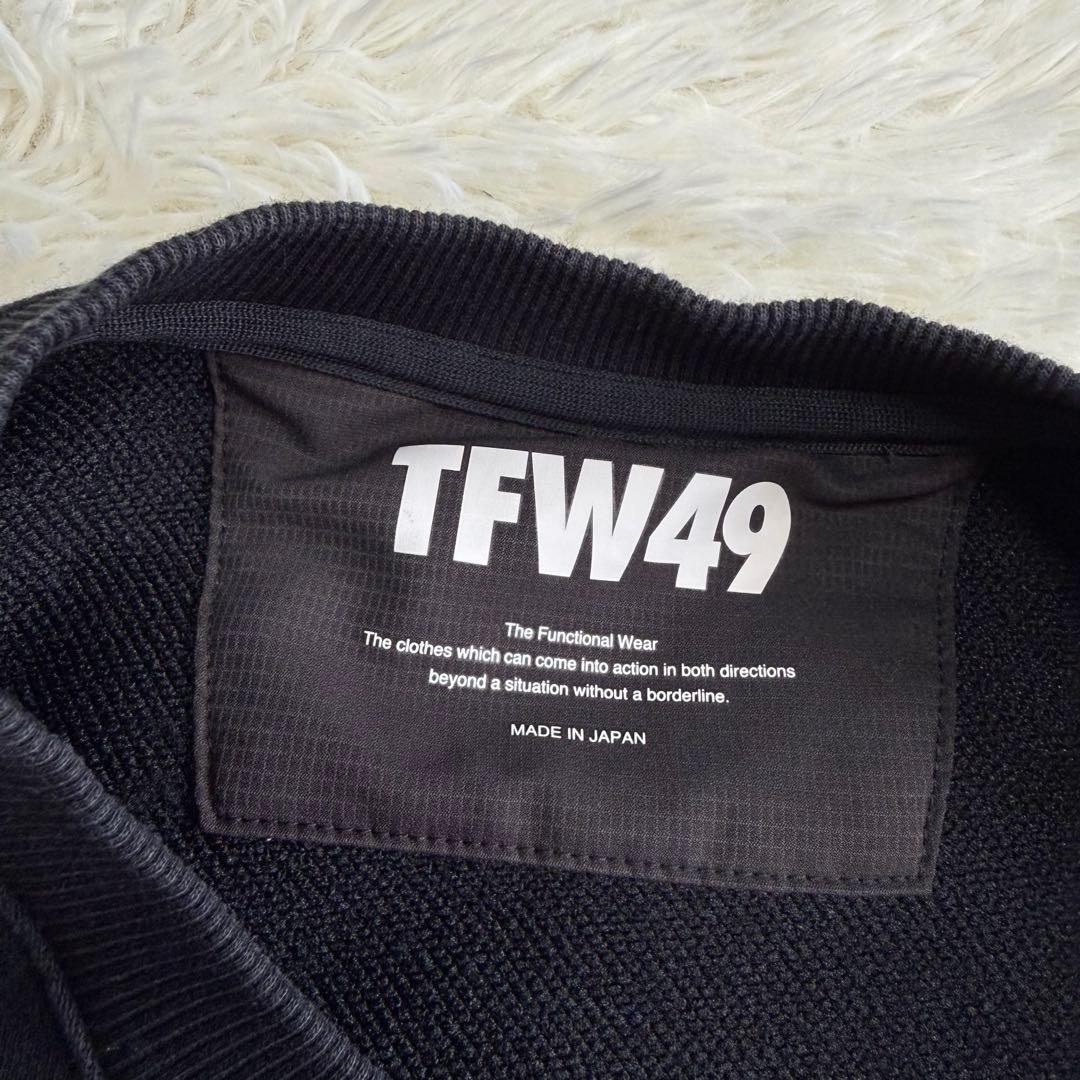 TFW49
The Functional Wear
The clothes which can come into action in both directions
beyond a situation without a borderline.
MADE IN JAPAN